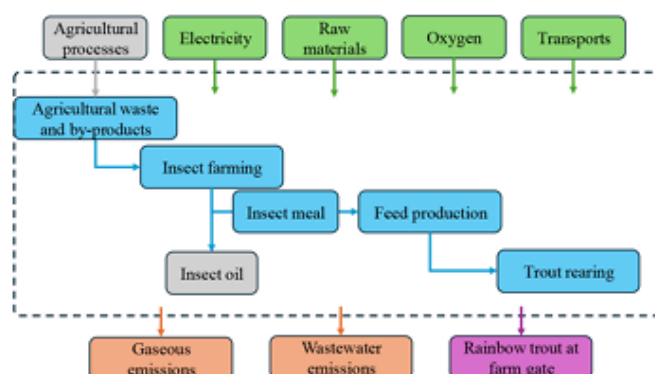 Agricultural
processes
Electricity
Raw
materials
Oxygen
Transports
Agricultural waste
and by-products
Insect farming
Insect meal
Feed production
Insect oil
Trout rearing
Gaseous
emissions
Wastewater
emissions
Rainbow trout at
farm gate